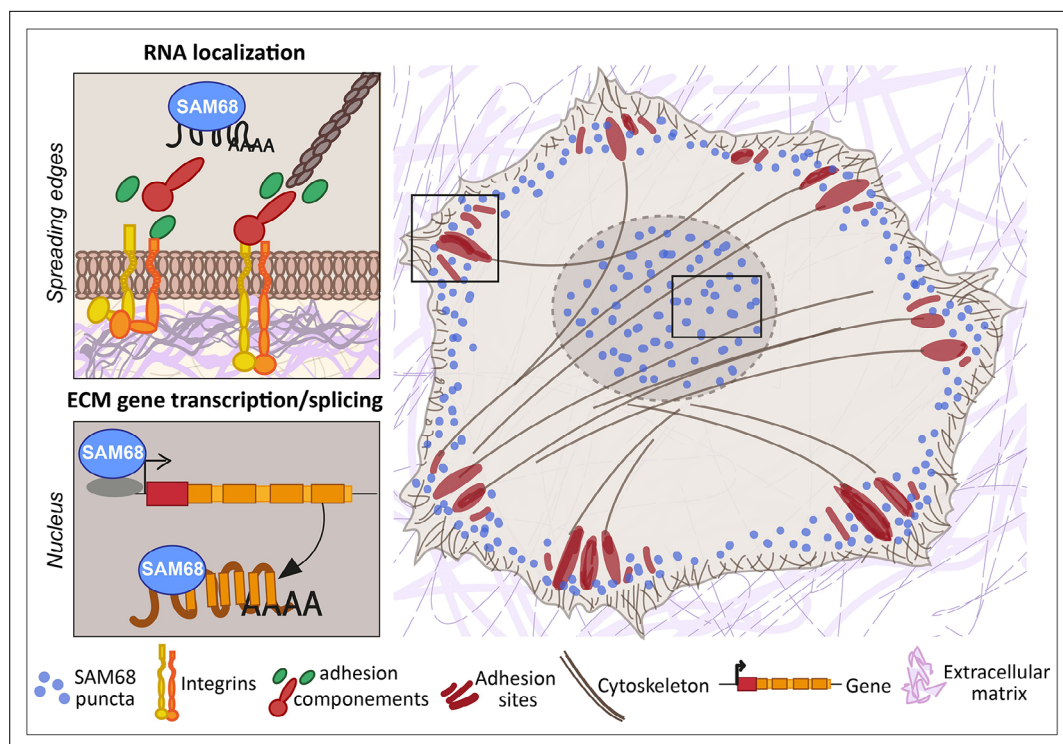 RNA localization
SAM68
AAAA
Spreading edges
ECM gene transcription/splicing
SAM68
SAM68
AAAA
Nucleus
SAM68
puncta
Integrins
adhesion
componements
Adhesion
sites
Cytoskeleton
Gene
Extracellular
matrix